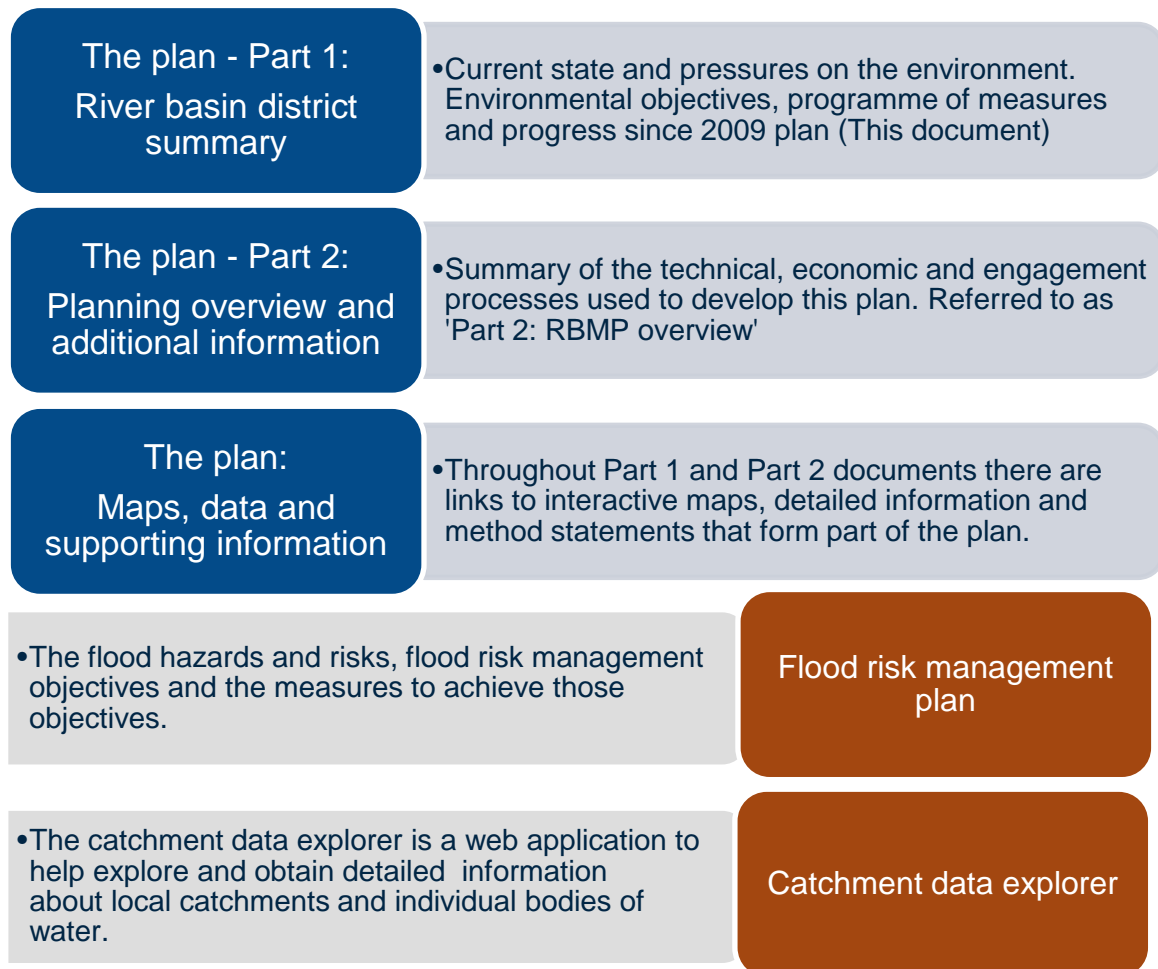 The plan - Part 1:
River basin district
summary
•Current state and pressures on the environment.
Environmental objectives, programme of measures
and progress since 2009 plan (This document)
The plan - Part 2:
Planning overview and
additional information
•Summary of the technical, economic and engagement
processes used to develop this plan. Referred to as
'Part 2: RBMP overview'
The plan:
Maps, data and
supporting information
•Throughout Part 1 and Part 2 documents there are
links to interactive maps, detailed information and
method statements that form part of the plan.
•The flood hazards and risks, flood risk management
objectives and the measures to achieve those
objectives.
Flood risk management
plan
•The catchment data explorer is a web application to
help explore and obtain detailed information
about local catchments and individual bodies of
water.
Catchment data explorer